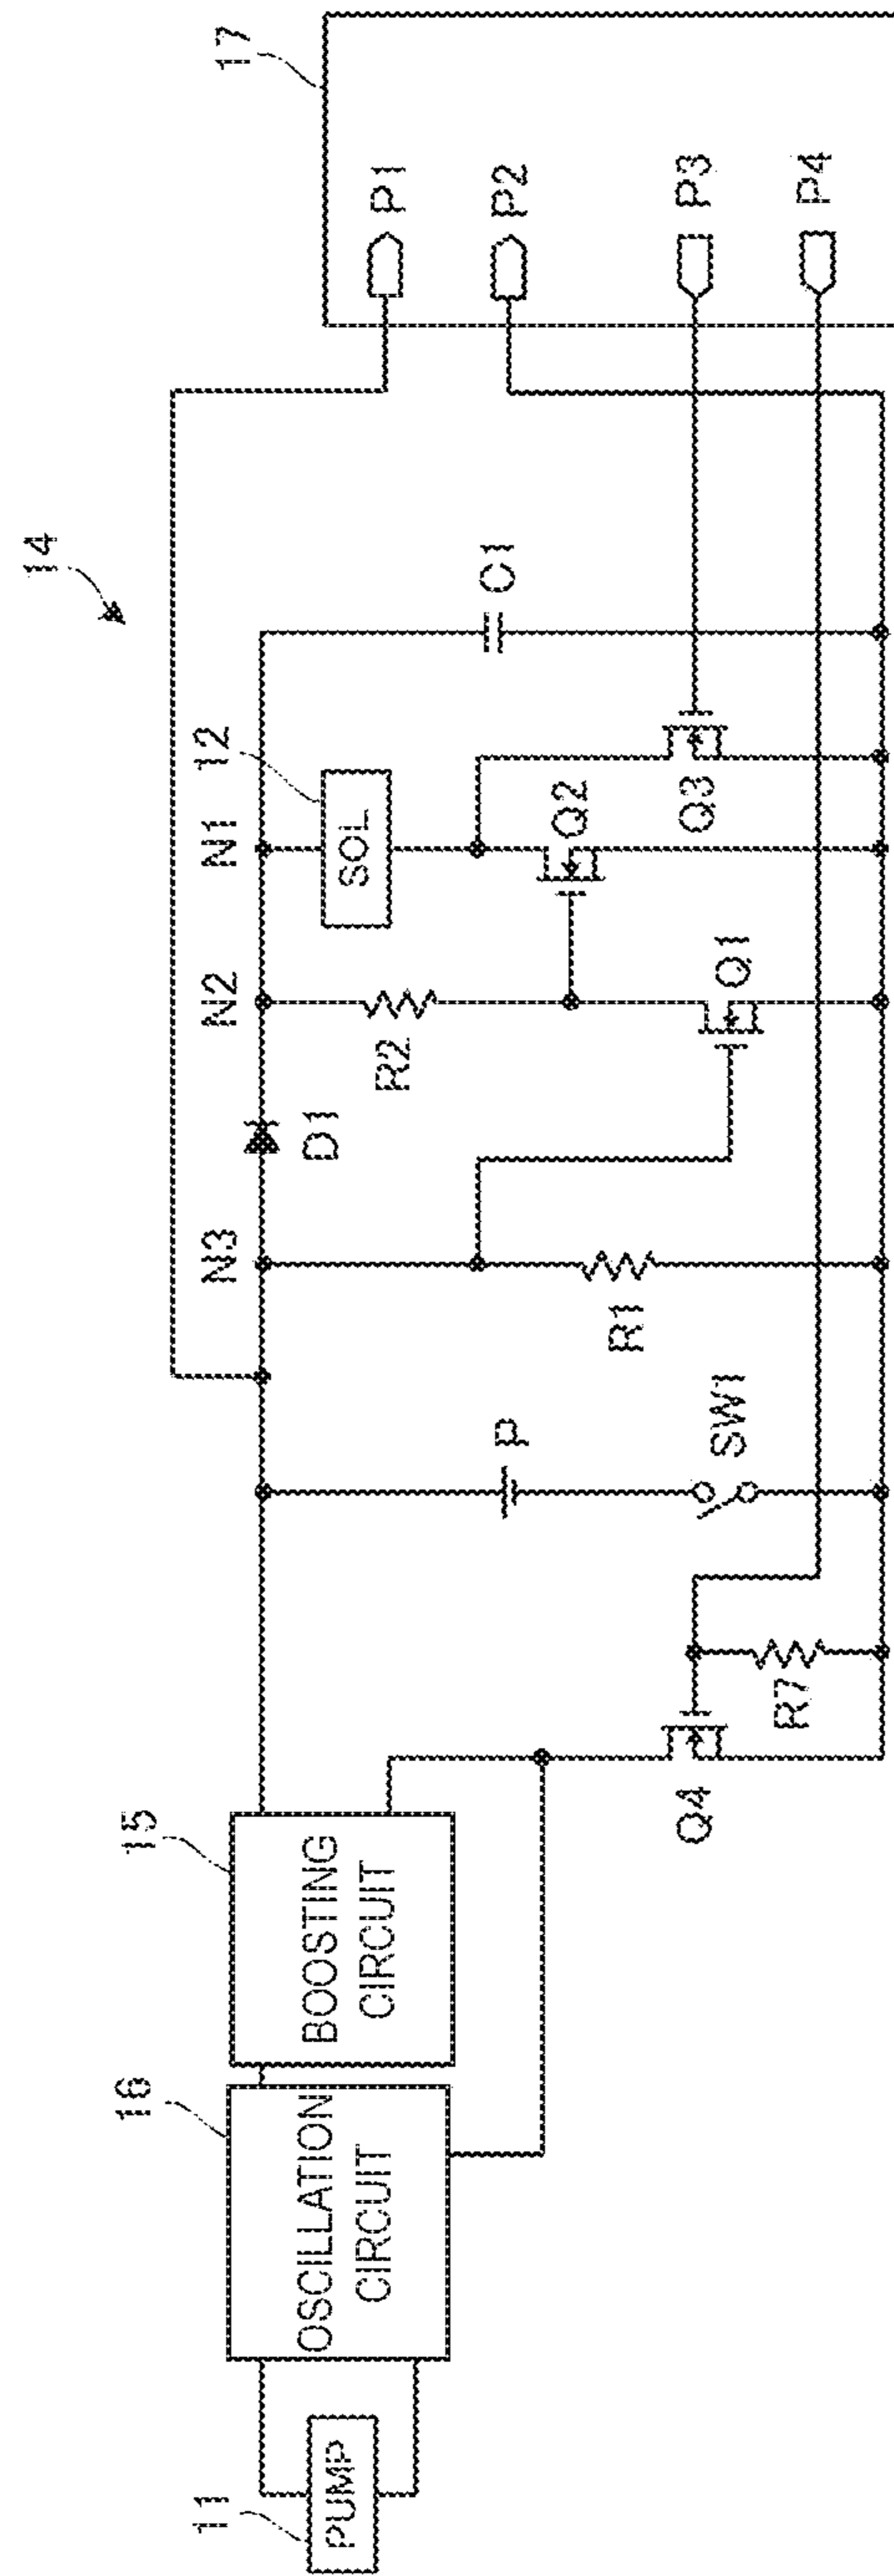 14
17
16
15
12
11
N3
N2
N1
PUMP
OSCILLATION
CIRCUIT
BOOSTING
CIRCUIT
SOL
D1
P1
P2
P
R2
C1
Q2
R1
SW1
Q4
R7
Q1
Q3
P3
P4